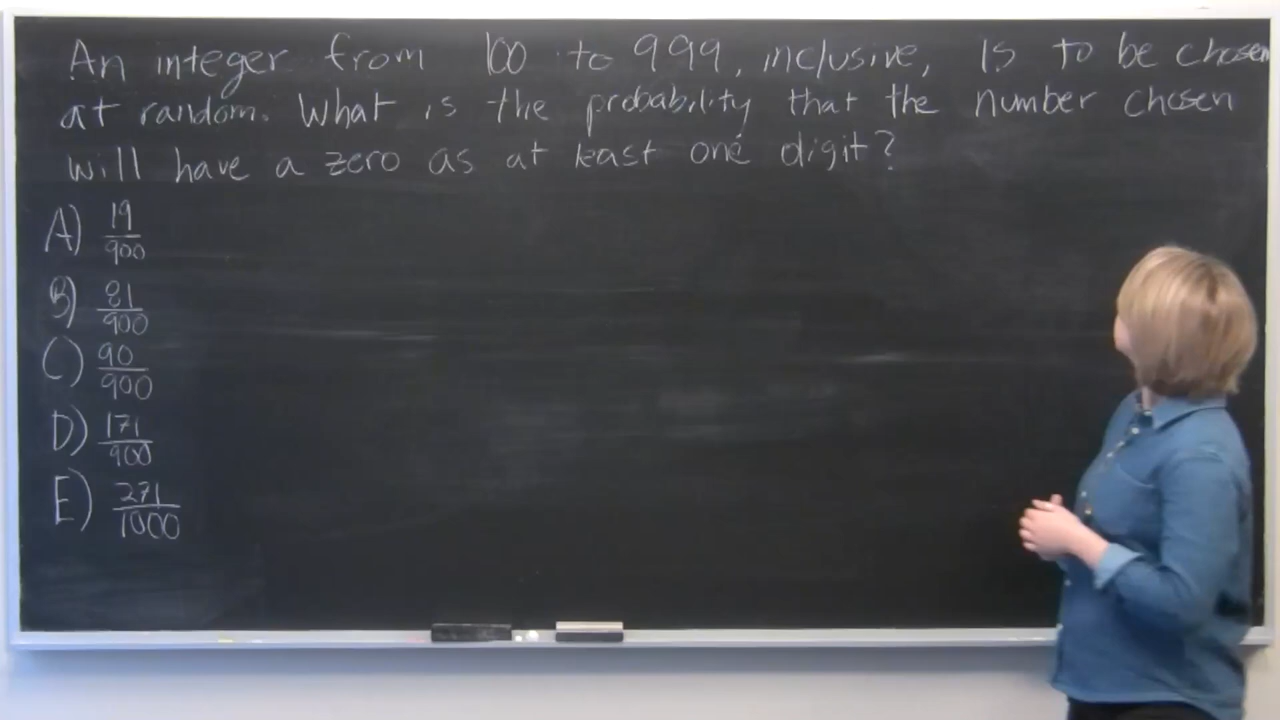 An integer from 100 to 999, inclusive, is to be chosen
at random. What is the probability that the number chosen
will have a zero as at least one digit?
A) 19/900
B) 81/900
C) 90/900
D) 171/900
E) 271/1000